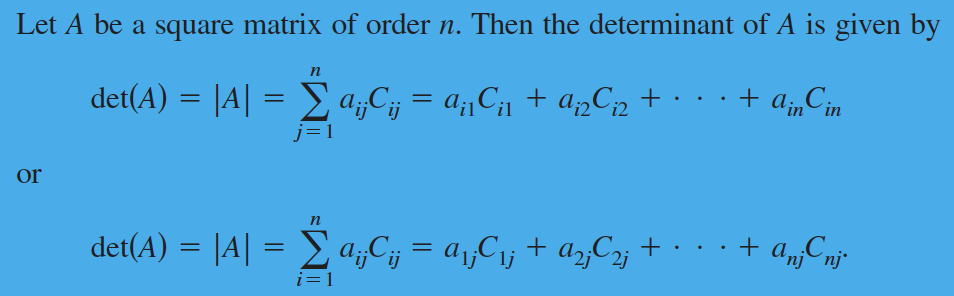 Let A be a square matrix of order n. Then the determinant of A is given by
det(A) = |A| = \sum_{j=1}^{n} a_{ij}C_{ij} = a_{i1}C_{i1} + a_{i2}C_{i2} + · · · + a_{in}C_{in}
or
det(A) = |A| = \sum_{i=1}^{n} a_{ij}C_{ij} = a_{1j}C_{1j} + a_{2j}C_{2j} + · · · + a_{nj}C_{nj}.